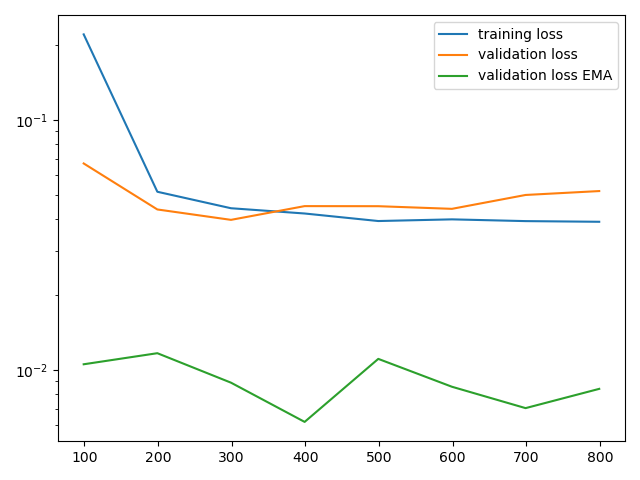 training loss
validation loss
validation loss EMA
10⁻¹
10⁻²
100 200 300 400 500 600 700 800